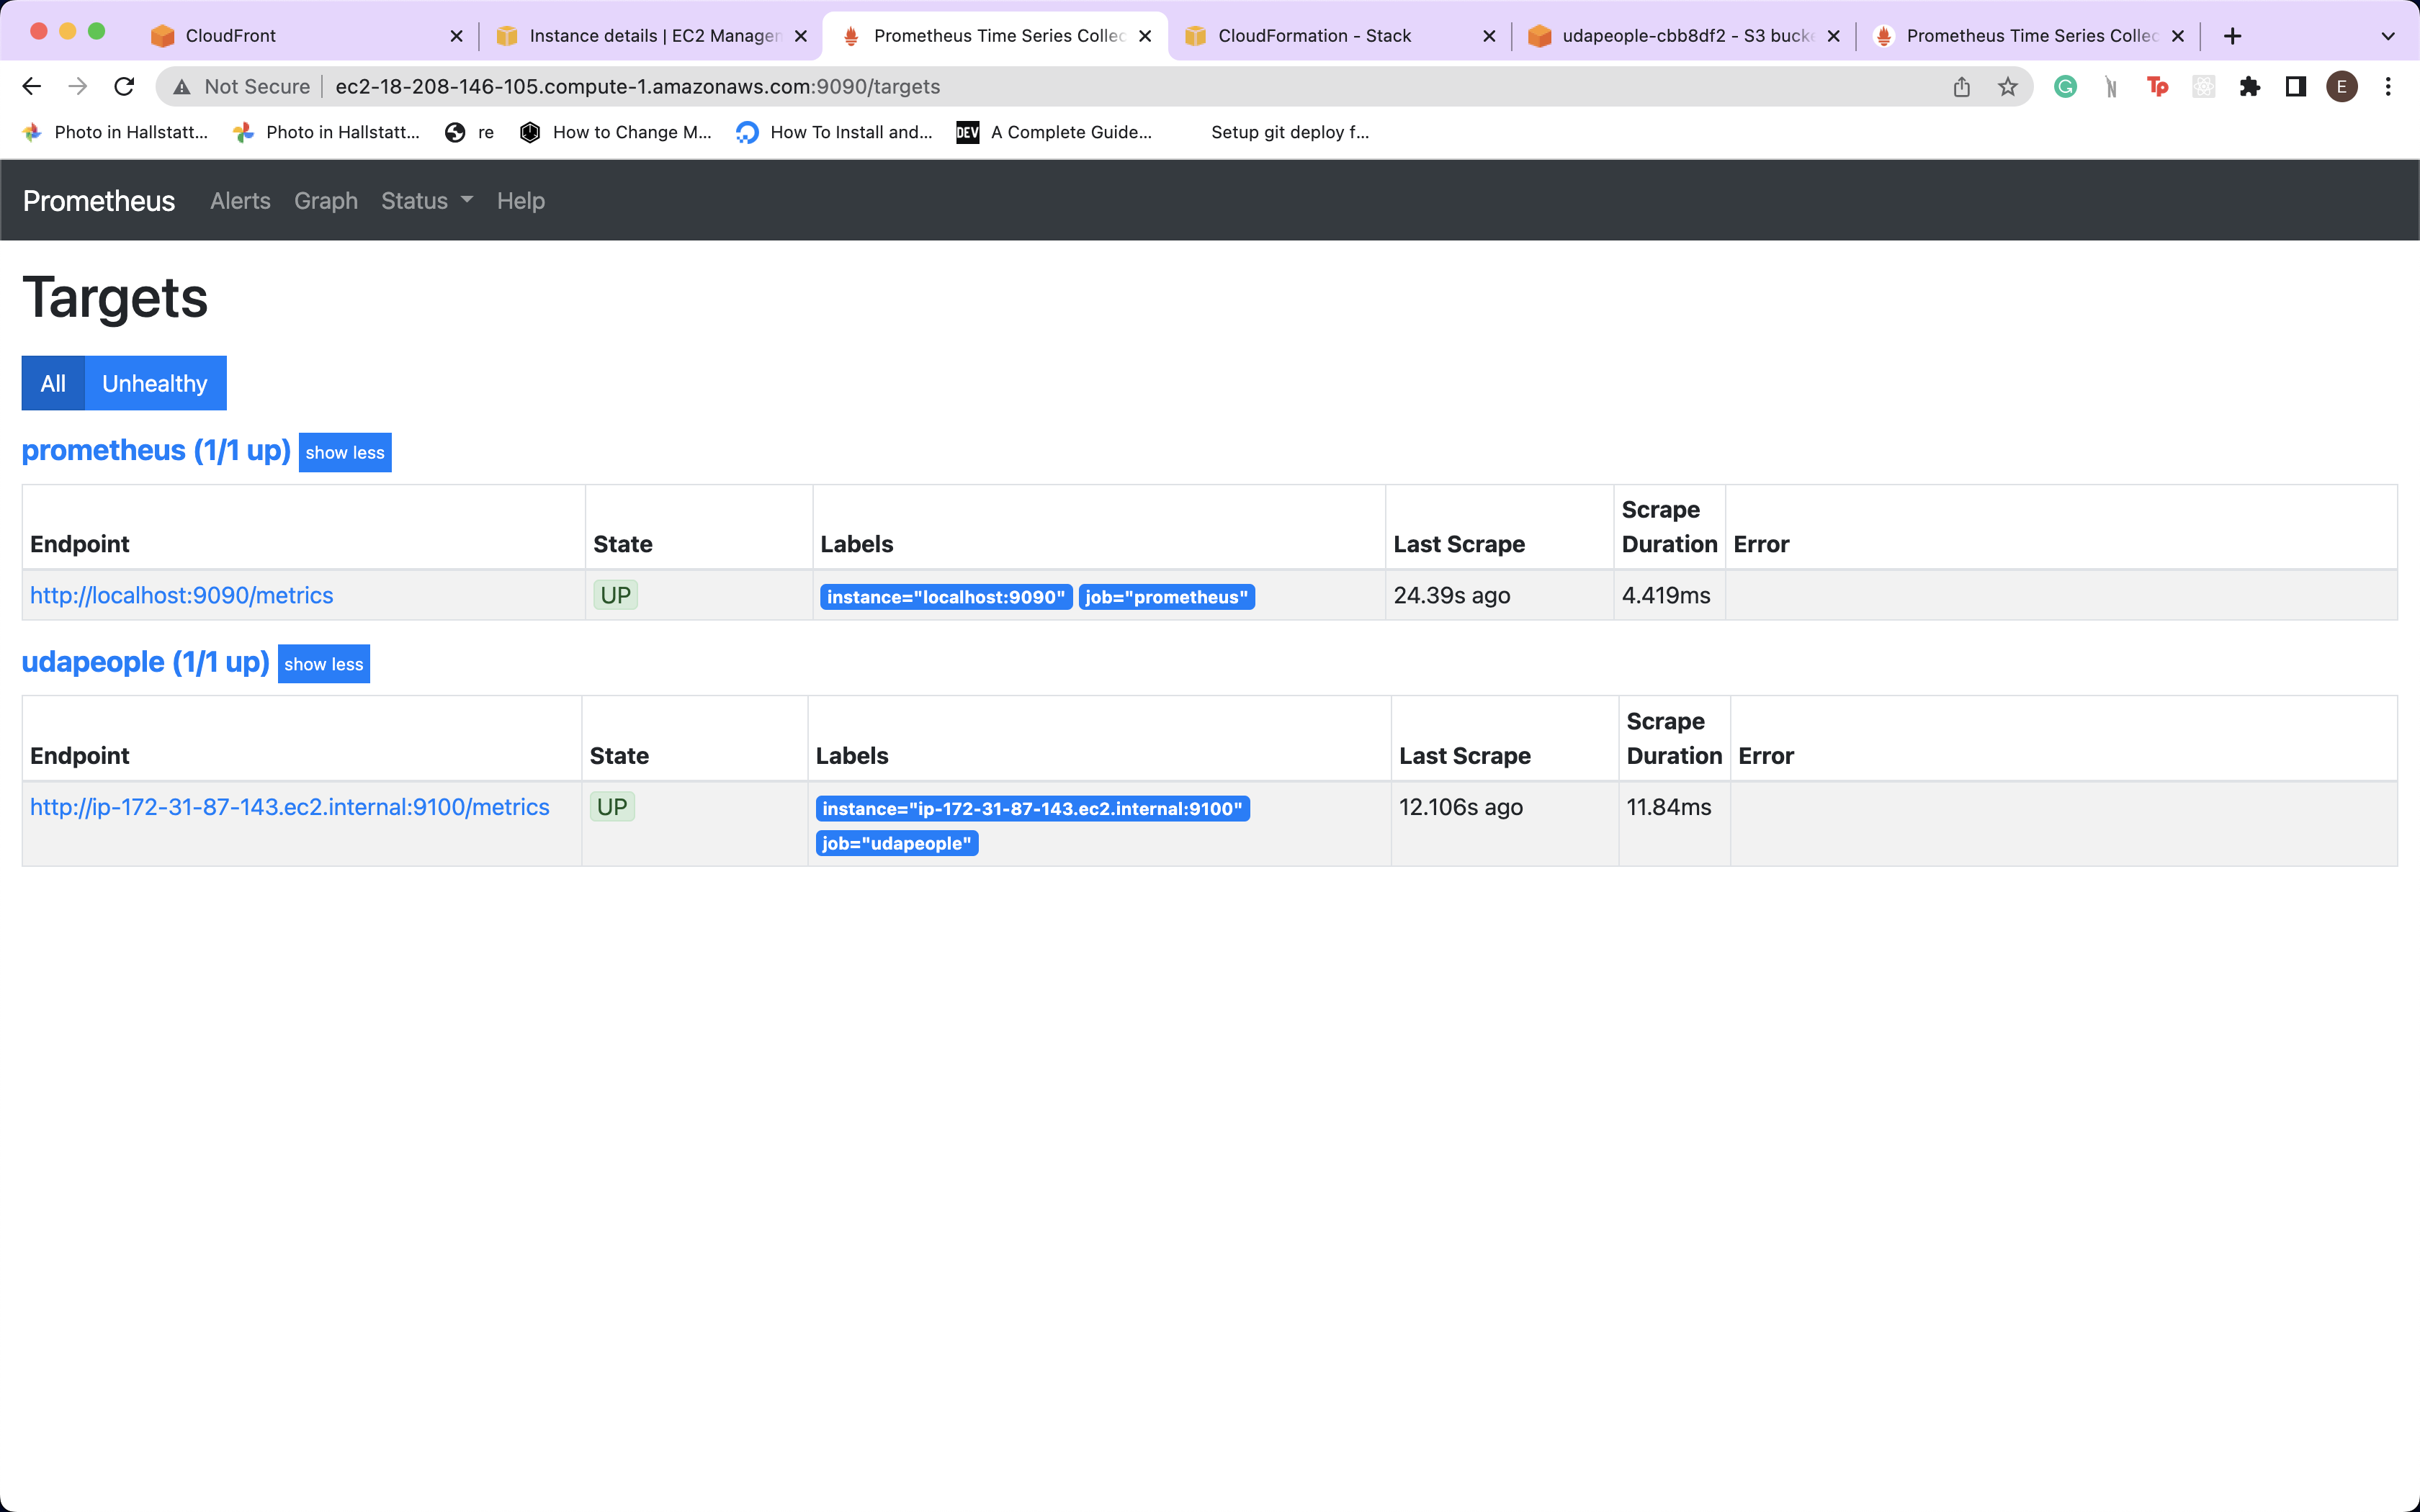 CloudFront
Instance details | EC2 Managen
Prometheus Time Series Collec
CloudFormation - Stack
udapeople-cbb8df2 - S3 bucke
Prometheus Time Series Collec
Not Secure
ec2-18-208-146-105.compute-1.amazonaws.com:9090/targets
Tp
E
Photo in Hallstatt...
Photo in Hallstatt...
re
How to Change M...
How To Install and...
DEV
A Complete Guide...
Setup git deploy f...
Prometheus
Alerts
Graph
Status
Help
Targets
All
Unhealthy
prometheus (1/1 up)
show less
Endpoint
State
Labels
Last Scrape
Scrape
Duration
Error
http://localhost:9090/metrics
UP
instance="localhost:9090"
job="prometheus"
24.39s ago
4.419ms
udapeople (1/1 up)
show less
Endpoint
State
Labels
Last Scrape
Scrape
Duration
Error
http://ip-172-31-87-143.ec2.internal:9100/metrics
UP
instance="ip-172-31-87-143.ec2.internal:9100"
job="udapeople"
12.106s ago
11.84ms